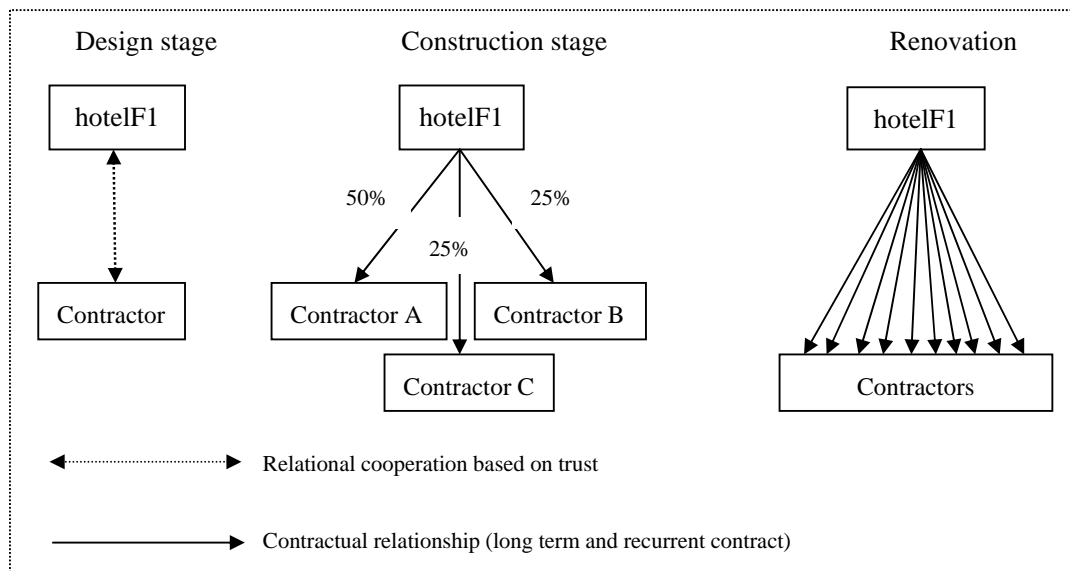 Design stage
Construction stage
Renovation
hotelF1
hotelF1
hotelF1
50%
25%
25%
Contractor
Contractor A
Contractor B
Contractor C
Contractors
Relational cooperation based on trust
Contractual relationship (long term and recurrent contract)